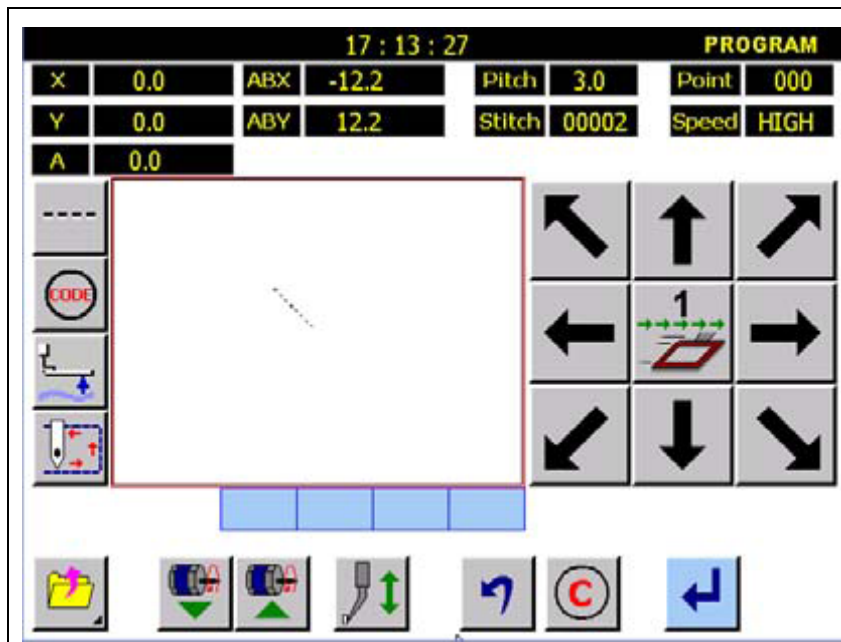 17 : 13 : 27 PROGRAM
X 0.0 ABX -12.2 Pitch 3.0 Point 000
Y 0.0 ABY 12.2 Stitch 00002 Speed HIGH
A 0.0
CODE
1
C